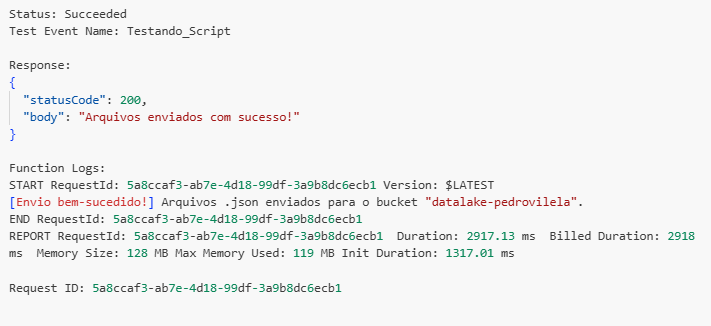 Status: Succeeded
Test Event Name: Testando_Script
Response:
{
"statusCode": 200,
"body": "Arquivos enviados com sucesso!"
}
Function Logs:
START RequestId: 5a8ccaf3-ab7e-4d18-99df-3a9b8dc6ecb1 Version: $LATEST
[Envio bem-sucedido!] Arquivos .json enviados para o bucket "datalake-pedrovilela".
END RequestId: 5a8ccaf3-ab7e-4d18-99df-3a9b8dc6ecb1
REPORT RequestId: 5a8ccaf3-ab7e-4d18-99df-3a9b8dc6ecb1 Duration: 2917.13 ms Billed Duration: 2918
ms Memory Size: 128 MB Max Memory Used: 119 MB Init Duration: 1317.01 ms
Request ID: 5a8ccaf3-ab7e-4d18-99df-3a9b8dc6ecb1